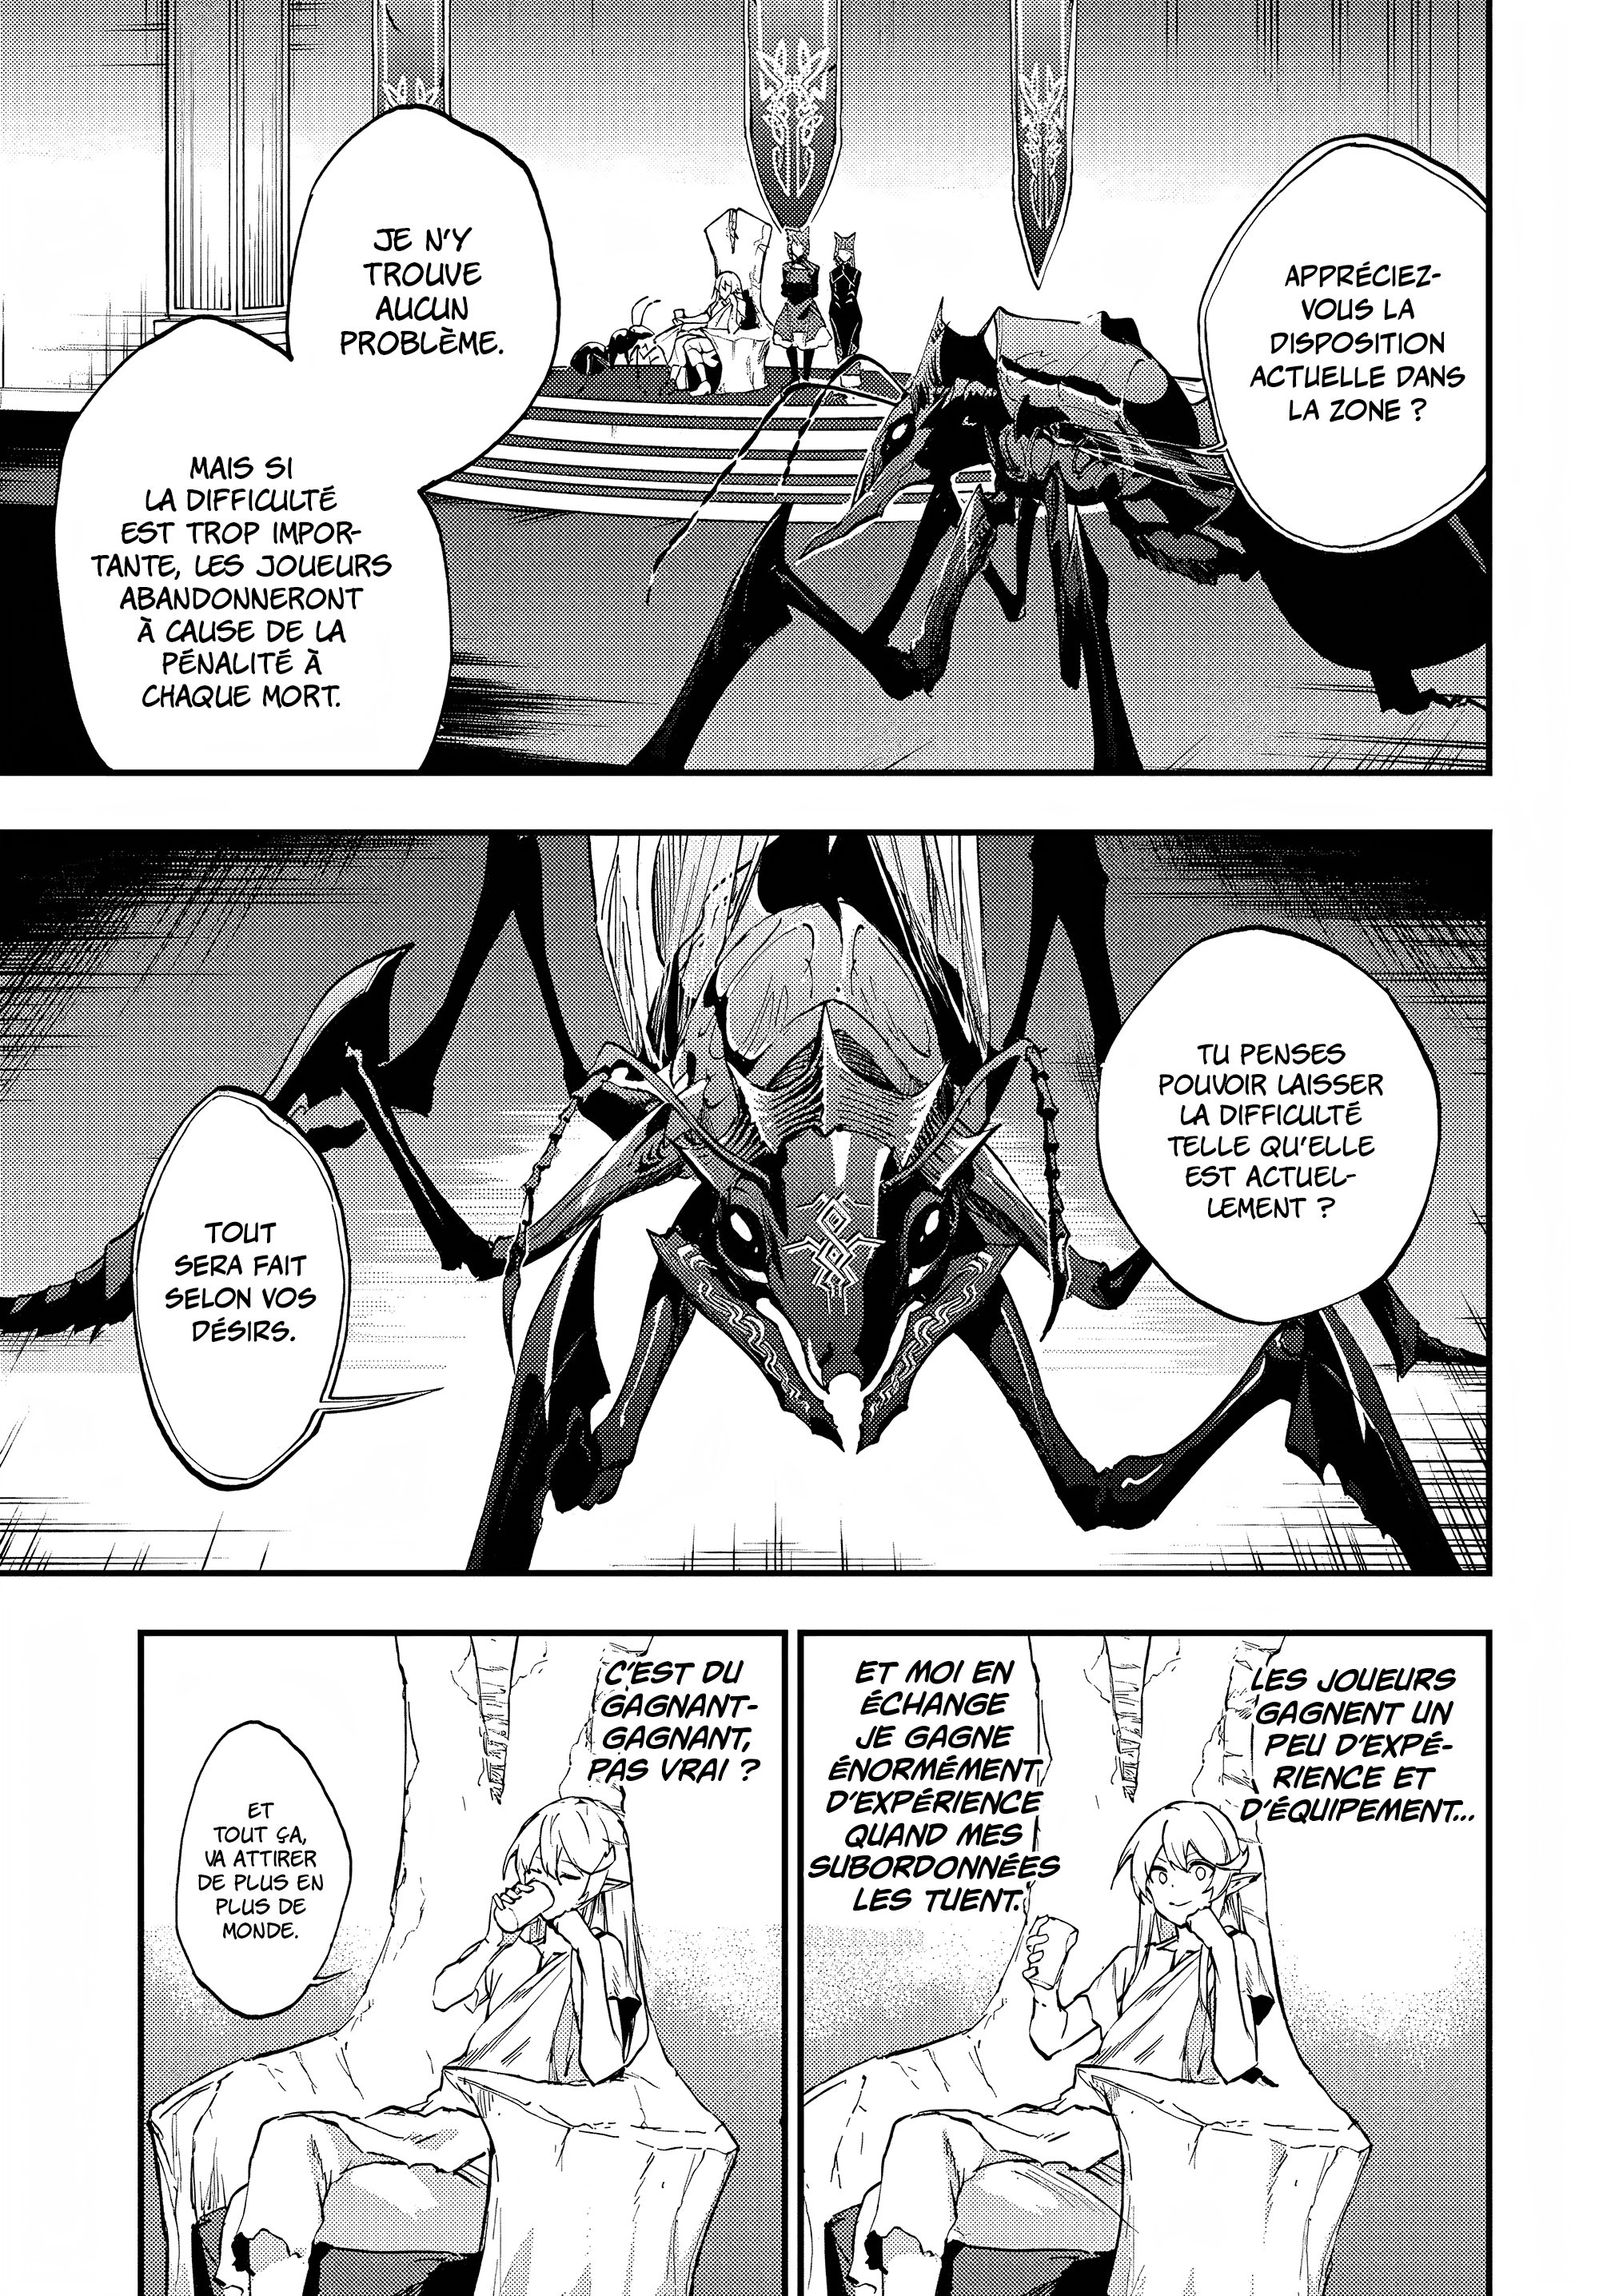 APPRÉCIEZ-
VOUS LA
DISPOSITION
ACTUELLE DANS
LA ZONE ?
JE N'Y
TROUVE
AUCUN
PROBLÈME.
MAIS SI
LA DIFFICULTÉ
EST TROP IMPOR-
TANTE, LES JOUEURS
ABANDONNERONT
À CAUSE DE LA
PÉNALITÉ À
CHAQUE MORT.
TU PENSES
POUVOIR LAISSER
LA DIFFICULTÉ
TELLE QU'ELLE
EST ACTUEL-
LEMENT ?
TOUT
SERA FAIT
SELON VOS
DÉSIRS.
LES JOUEURS
GAGNENT UN
PEU D'EXPÉ-
RIENCE ET
D'ÉQUIPEMENT...
ET MOI EN
ÉCHANGE
JE GAGNE
ÉNORMÉMENT
D'EXPÉRIENCE
QUAND MES
SUBORDONNÉES
LES TUENT.
C'EST DU
GAGNANT-
GAGNANT,
PAS VRAI ?
ET
TOUT ÇA,
VA ATTIRER
DE PLUS EN
PLUS DE
MONDE.